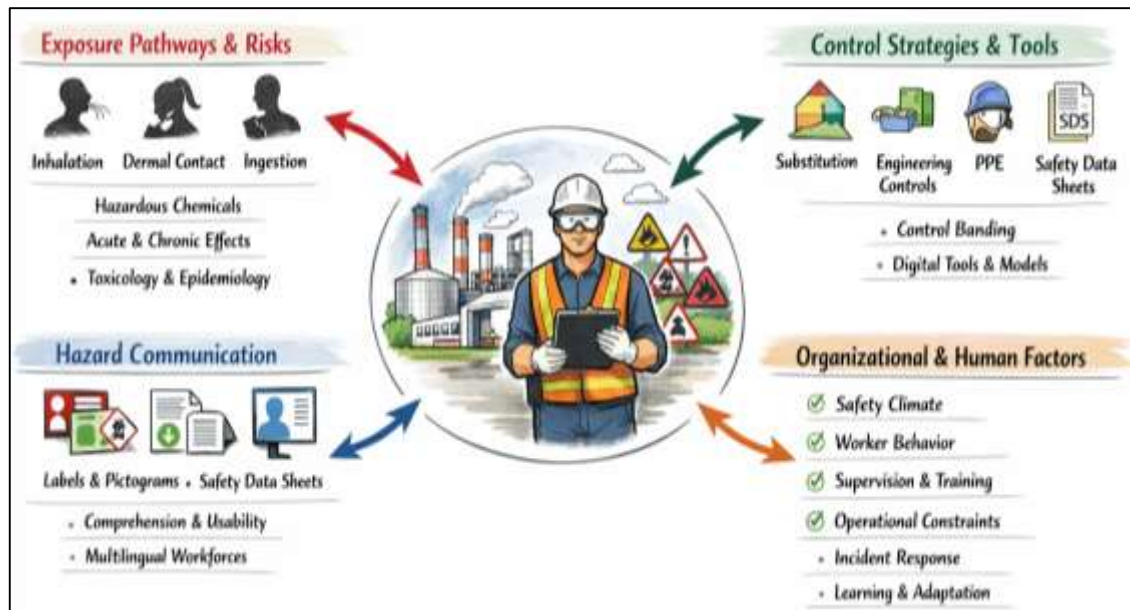 Exposure Pathways & Risks
Inhalation Dermal Contact Ingestion
Hazardous Chemicals
Acute & Chronic Effects
• Toxicology & Epidemiology
Control Strategies & Tools
SDS
Substitution Engineering Controls PPE Safety Data Sheets
• Control Banding
• Digital Tools & Models
Hazard Communication
Labels & Pictograms • Safety Data Sheets
• Comprehension & Usability
• Multilingual Workforces
Organizational & Human Factors
Safety Climate
Worker Behavior
Supervision & Training
Operational Constraints
• Incident Response
• Learning & Adaptation